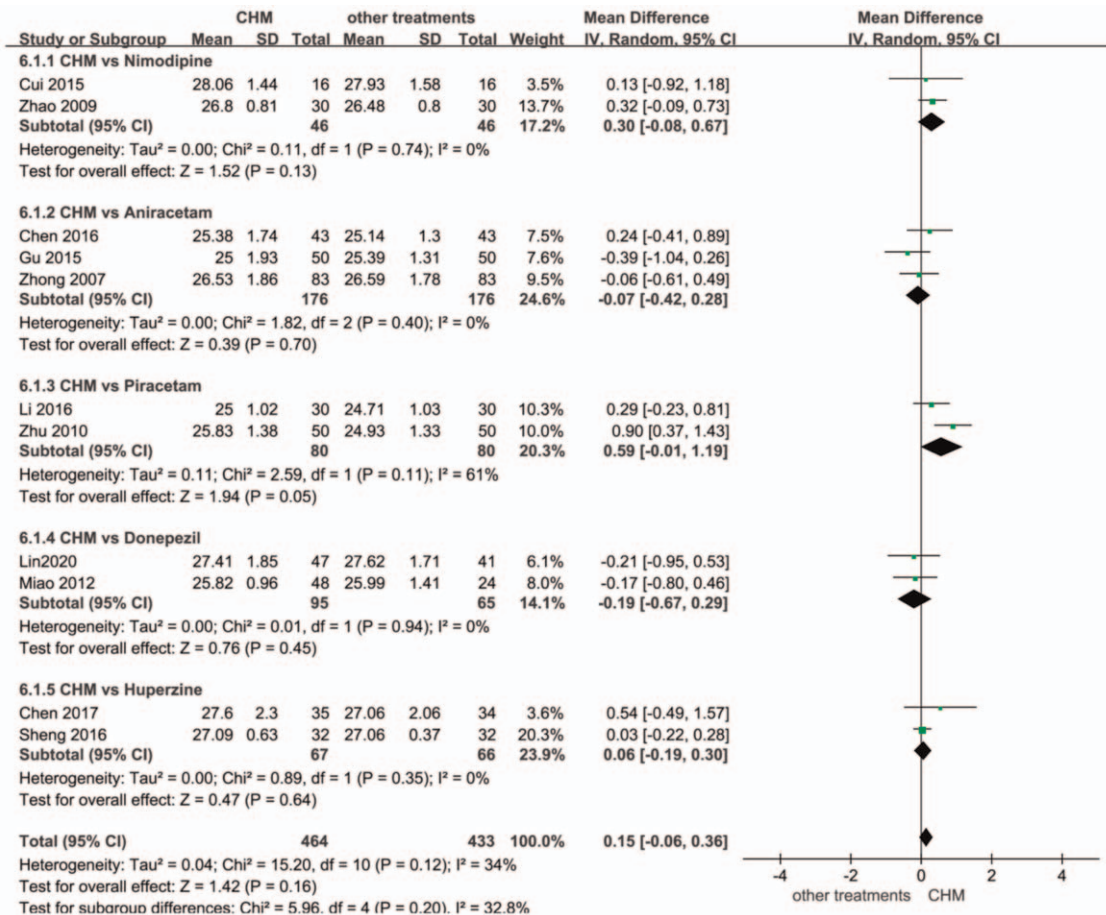 CHM other treatments Mean Difference Mean Difference
Study or Subgroup Mean SD Total Mean SD Total Weight IV, Random, 95% CI IV, Random, 95% CI
6.1.1 CHM vs Nimodipine
Cui 2015 28.06 1.44 16 27.93 1.58 16 3.5% 0.13 [-0.92, 1.18]
Zhao 2009 26.8 0.81 30 26.48 0.8 30 13.7% 0.32 [-0.09, 0.73]
Subtotal (95% CI) 46 46 17.2% 0.30 [-0.08, 0.67]
Heterogeneity: Tau² = 0.00; Chi² = 0.11, df = 1 (P = 0.74); I² = 0%
Test for overall effect: Z = 1.52 (P = 0.13)
6.1.2 CHM vs Aniracetam
Chen 2016 25.38 1.74 43 25.14 1.3 43 7.5% 0.24 [-0.41, 0.89]
Gu 2015 25 1.93 50 25.39 1.31 50 7.6% -0.39 [-1.04, 0.26]
Zhong 2007 26.53 1.86 83 26.59 1.78 83 9.5% -0.06 [-0.61, 0.49]
Subtotal (95% CI) 176 176 24.6% -0.07 [-0.42, 0.28]
Heterogeneity: Tau² = 0.00; Chi² = 1.82, df = 2 (P = 0.40); I² = 0%
Test for overall effect: Z = 0.39 (P = 0.70)
6.1.3 CHM vs Piracetam
Li 2016 25 1.02 30 24.71 1.03 30 10.3% 0.29 [-0.23, 0.81]
Zhu 2010 25.83 1.38 50 24.93 1.33 50 10.0% 0.90 [0.37, 1.43]
Subtotal (95% CI) 80 80 20.3% 0.59 [-0.01, 1.19]
Heterogeneity: Tau² = 0.11; Chi² = 2.59, df = 1 (P = 0.11); I² = 61%
Test for overall effect: Z = 1.94 (P = 0.05)
6.1.4 CHM vs Donepezil
Lin2020 27.41 1.85 47 27.62 1.71 41 6.1% -0.21 [-0.95, 0.53]
Miao 2012 25.82 0.96 48 25.99 1.41 24 8.0% -0.17 [-0.80, 0.46]
Subtotal (95% CI) 95 65 14.1% -0.19 [-0.67, 0.29]
Heterogeneity: Tau² = 0.00; Chi² = 0.01, df = 1 (P = 0.94); I² = 0%
Test for overall effect: Z = 0.76 (P = 0.45)
6.1.5 CHM vs Huperzine
Chen 2017 27.6 2.3 35 27.06 2.06 34 3.6% 0.54 [-0.49, 1.57]
Sheng 2016 27.09 0.63 32 27.06 0.37 32 20.3% 0.03 [-0.22, 0.28]
Subtotal (95% CI) 67 66 23.9% 0.06 [-0.19, 0.30]
Heterogeneity: Tau² = 0.00; Chi² = 0.89, df = 1 (P = 0.35); I² = 0%
Test for overall effect: Z = 0.47 (P = 0.64)
Total (95% CI) 464 433 100.0% 0.15 [-0.06, 0.36]
Heterogeneity: Tau² = 0.04; Chi² = 15.20, df = 10 (P = 0.12); I² = 34%
Test for overall effect: Z = 1.42 (P = 0.16)
Test for subgroup differences: Chi² = 5.96, df = 4 (P = 0.20), I² = 32.8%
-4 -2 0 2 4
other treatments CHM